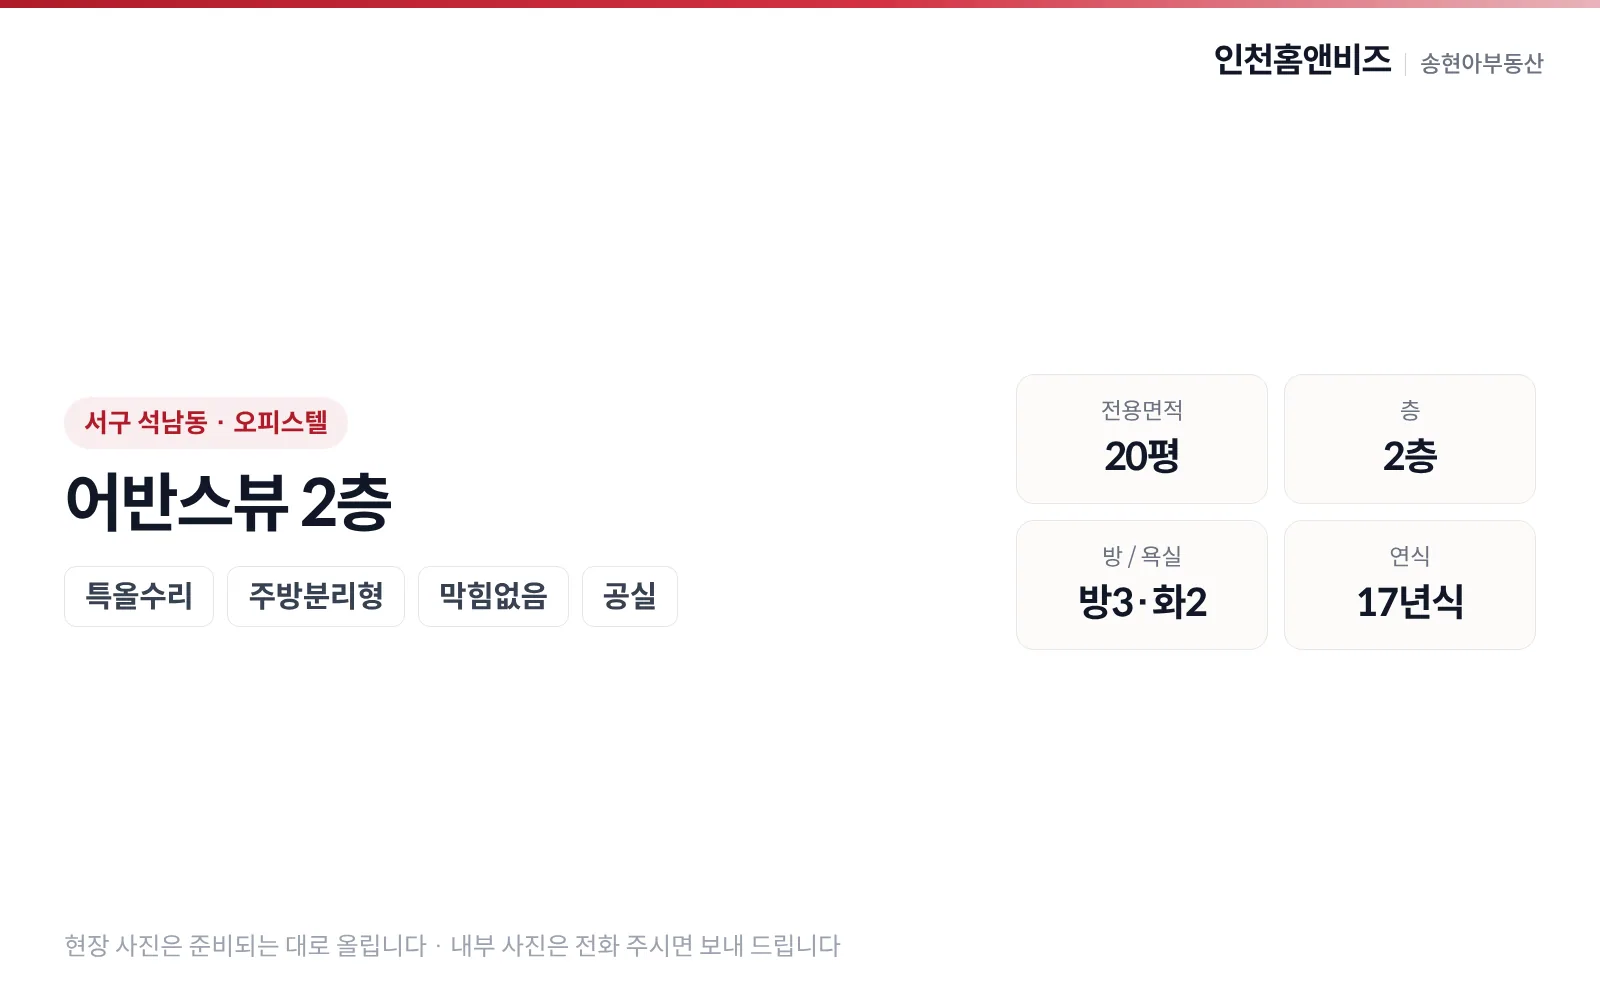 인천홈앤비즈 | 송현아부동산
서구 석남동 · 오피스텔
어반스뷰 2층
특올수리 주방분리형 막힘없음 공실
전용면적
20평
층
2층
방 / 욕실
방3·화2
연식
17년식
현장 사진은 준비되는 대로 올립니다 · 내부 사진은 전화 주시면 보내 드립니다